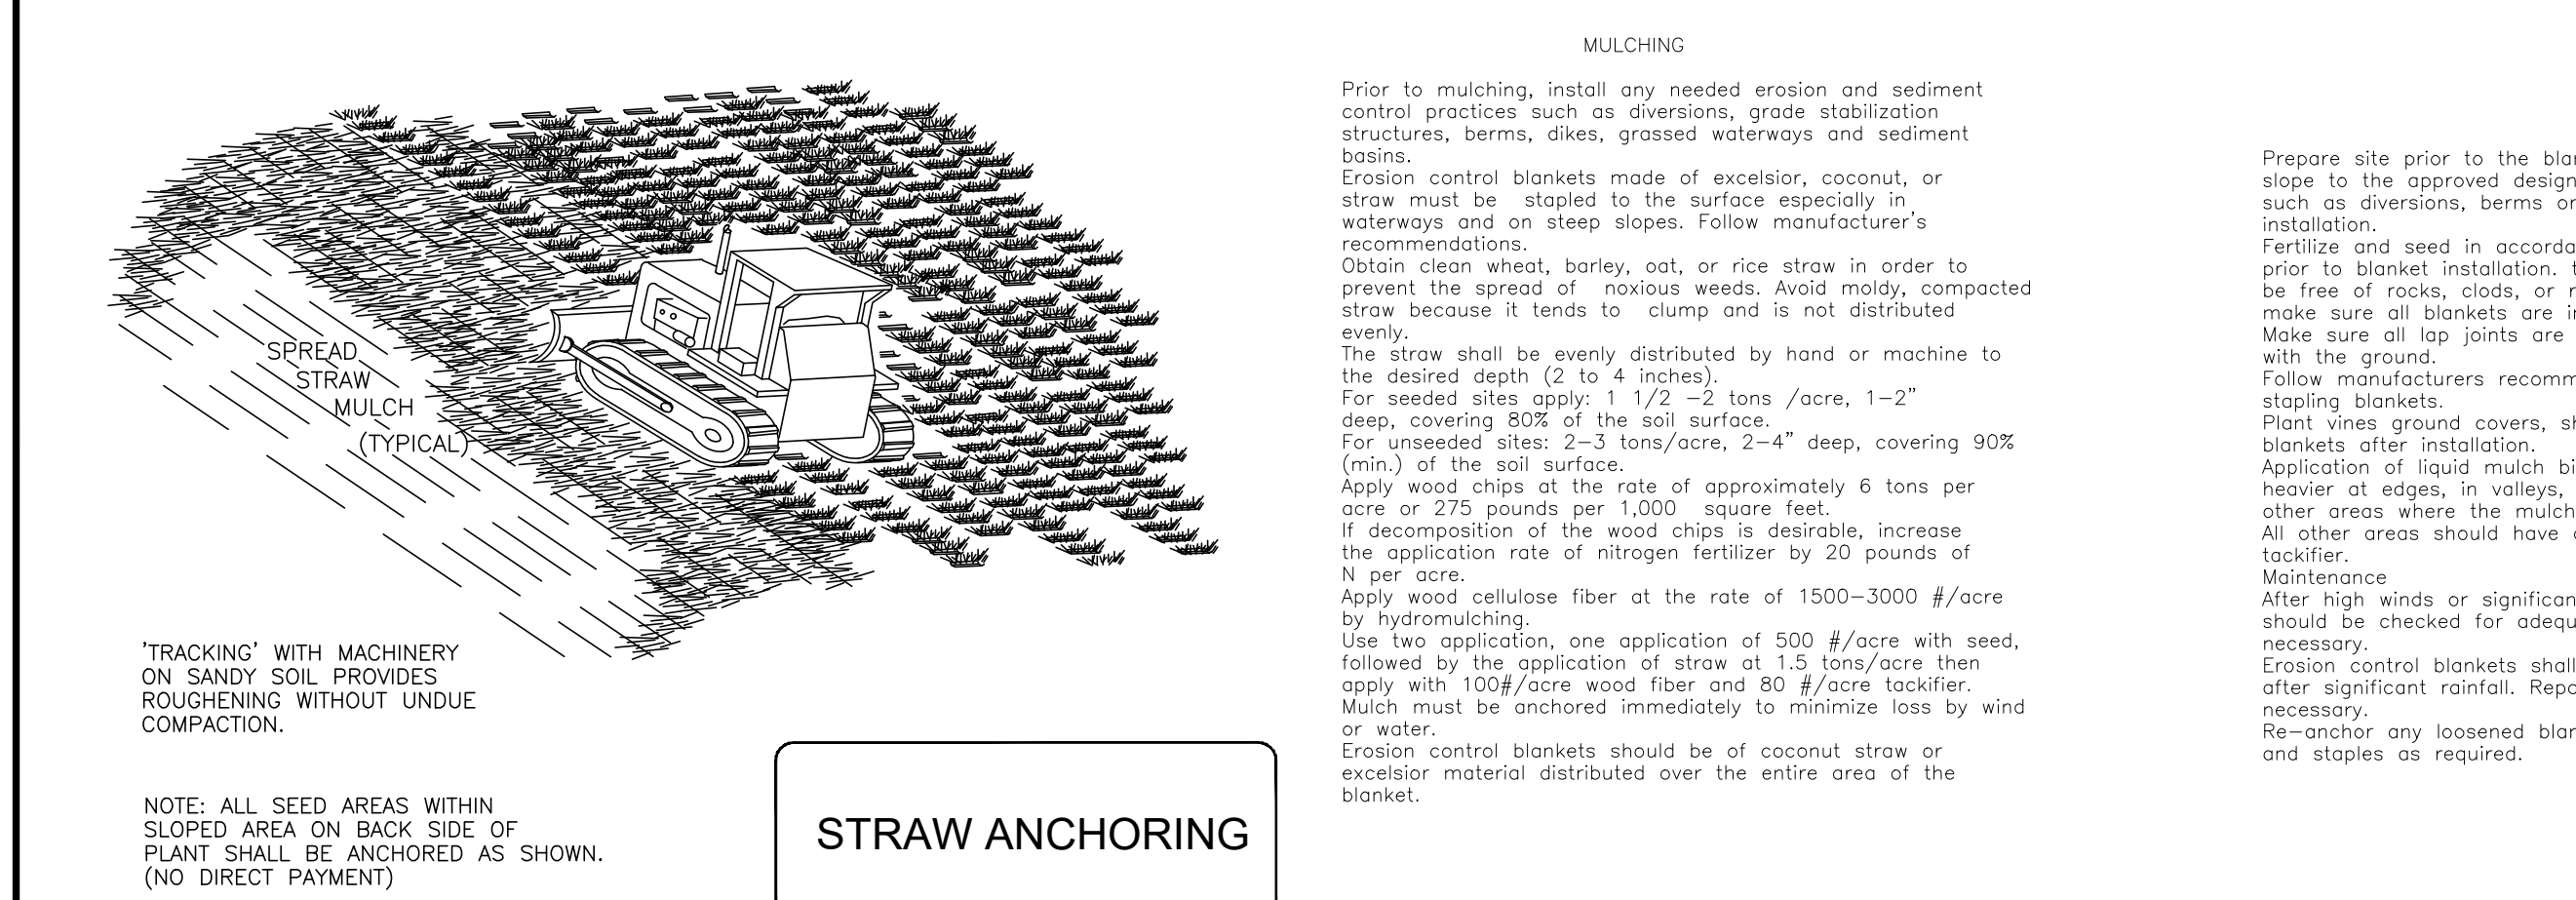 SPREAD
STRAW
MULCH
(TYPICAL)
'TRACKING' WITH MACHINERY
ON SANDY SOIL PROVIDES
ROUGHENING WITHOUT UNDUE
COMPACTION.
NOTE: ALL SEED AREAS WITHIN
SLOPED AREA ON BACK SIDE OF
PLANT SHALL BE ANCHORED AS SHOWN.
(NO DIRECT PAYMENT)
STRAW ANCHORING
MULCHING
Prior to mulching, install any needed erosion and sediment
control practices such as diversions, grade stabilization
structures, berms, dikes, grassed waterways and sediment
basins.
Erosion control blankets made of excelsior, coconut, or
straw must be stapled to the surface especially in
waterways and on steep slopes. Follow manufacturer's
recommendations.
Obtain clean wheat, barley, oat, or rice straw in order to
prevent the spread of noxious weeds. Avoid moldy, compacted
straw because it tends to clump and is not distributed
evenly.
The straw shall be evenly distributed by hand or machine to
the desired depth (2 to 4 inches).
For seeded sites apply: 1 1/2 -2 tons /acre, 1-2"
deep, covering 80% of the soil surface.
For unseeded sites: 2-3 tons/acre, 2-4" deep, covering 90%
(min.) of the soil surface.
Apply wood chips at the rate of approximately 6 tons per
acre or 275 pounds per 1,000 square feet.
If decomposition of the wood chips is desirable, increase
the application rate of nitrogen fertilizer by 20 pounds of
N per acre.
Apply wood cellulose fiber at the rate of 1500-3000 #/acre
by hydromulching.
Use two application, one application of 500 #/acre with seed,
followed by the application of straw at 1.5 tons/acre then
apply with 100#/acre wood fiber and 80 #/acre tackifier.
Mulch must be anchored immediately to minimize loss by wind
or water.
Erosion control blankets should be of coconut straw or
excelsior material distributed over the entire area of the
blanket.
Prepare site prior to the
slope to the approved design
such as diversions, berms
installation.
Fertilize and seed in
prior to blanket installation.
be free of rocks, clods, or
make sure all blankets are
Make sure all lap joints are
with the ground.
Follow manufacturers
stapling blankets.
Plant vines ground covers,
blankets after installation.
Application of liquid mulch
heavier at edges, in valleys,
other areas where the mulch
All other areas should have
tackifier.
Maintenance
After high winds or
should be checked for
necessary.
Erosion control blankets shall
after significant rainfall.
necessary.
Re-anchor any loosened
and staples as required.